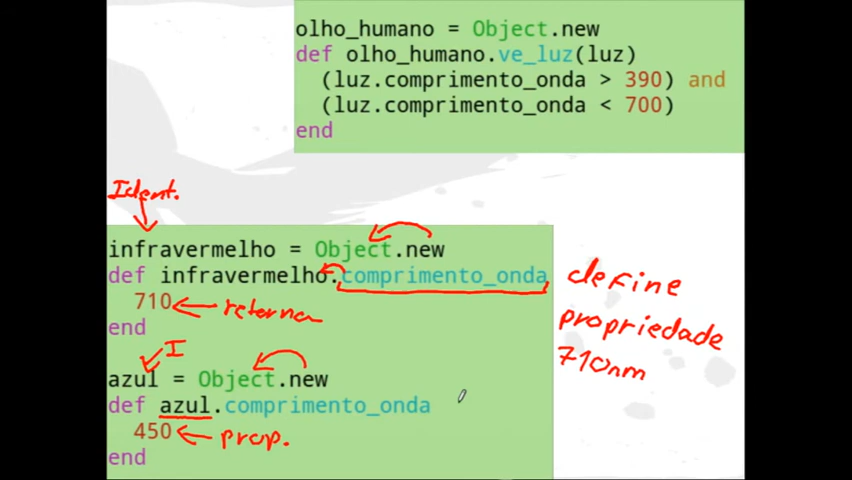 olho_humano = Object.new
def olho_humano.ve_luz(luz)
(luz.comprimento_onda > 390) and
(luz.comprimento_onda < 700)
end
Ident.
infravermelho = Object.new
def infravermelho.comprimento_onda
710 retorna
end
define
propriedade
710nm
I
azul = Object.new
def azul.comprimento_onda
450 prop.
end